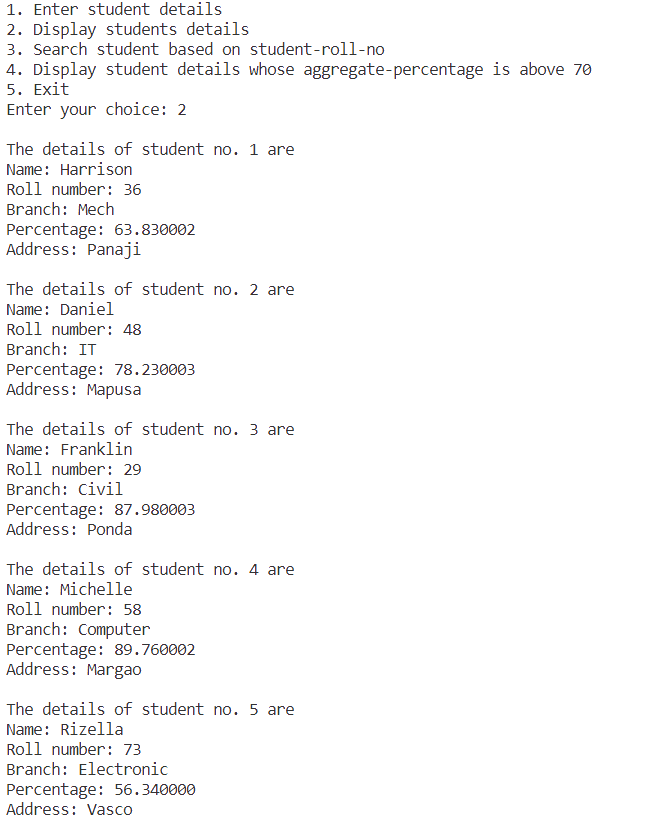 1. Enter student details
2. Display students details
3. Search student based on student-roll-no
4. Display student details whose aggregate-percentage is above 70
5. Exit
Enter your choice: 2

The details of student no. 1 are
Name: Harrison
Roll number: 36
Branch: Mech
Percentage: 63.830002
Address: Panaji

The details of student no. 2 are
Name: Daniel
Roll number: 48
Branch: IT
Percentage: 78.230003
Address: Mapusa

The details of student no. 3 are
Name: Franklin
Roll number: 29
Branch: Civil
Percentage: 87.980003
Address: Ponda

The details of student no. 4 are
Name: Michelle
Roll number: 58
Branch: Computer
Percentage: 89.760002
Address: Margao

The details of student no. 5 are
Name: Rizella
Roll number: 73
Branch: Electronic
Percentage: 56.340000
Address: Vasco